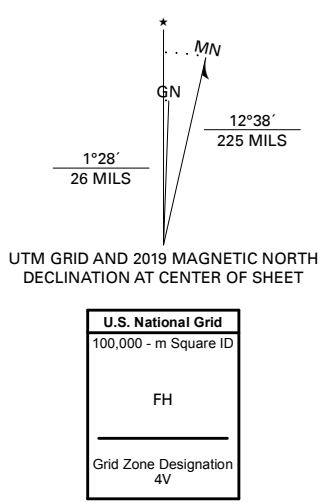 ★
MN
GN
12°38´
225 MILS
1°28´
26 MILS
UTM GRID AND 2019 MAGNETIC NORTH
DECLINATION AT CENTER OF SHEET
U.S. National Grid
100,000 - m Square ID
FH
Grid Zone Designation
4V